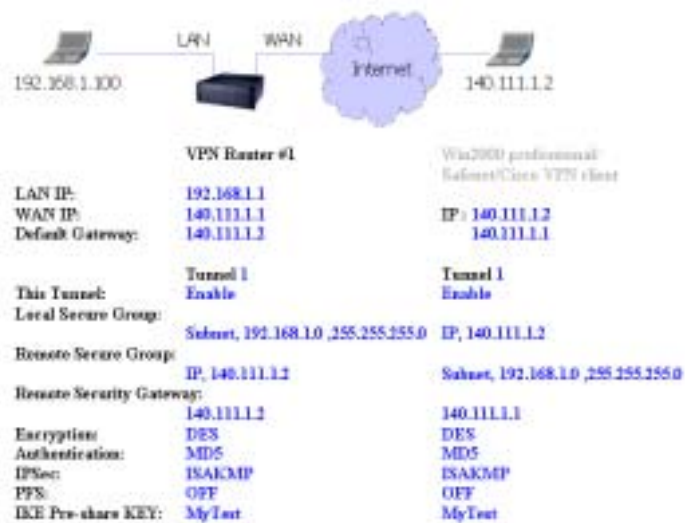 LAN WAN
Internet
192.168.1.100 140.111.1.2
VPN Router #1 Win2000 professional/
Safenet/Cisco VPN client
LAN IP: 192.168.1.1
WAN IP: 140.111.1.1 IP : 140.111.1.2
Default Gateway: 140.111.1.2 140.111.1.1
Tunnel 1 Tunnel 1
This Tunnel: Enable Enable
Local Secure Group:
Subnet, 192.168.1.0 ,255.255.255.0 IP, 140.111.1.2
Remote Secure Group:
IP, 140.111.1.2 Subnet, 192.168.1.0 ,255.255.255.0
Remote Security Gateway:
140.111.1.2 140.111.1.1
Encryption: DES DES
Authentication: MD5 MD5
IPSec: ISAKMP ISAKMP
PFS: OFF OFF
IKE Pre-share KEY: MyTest MyTest